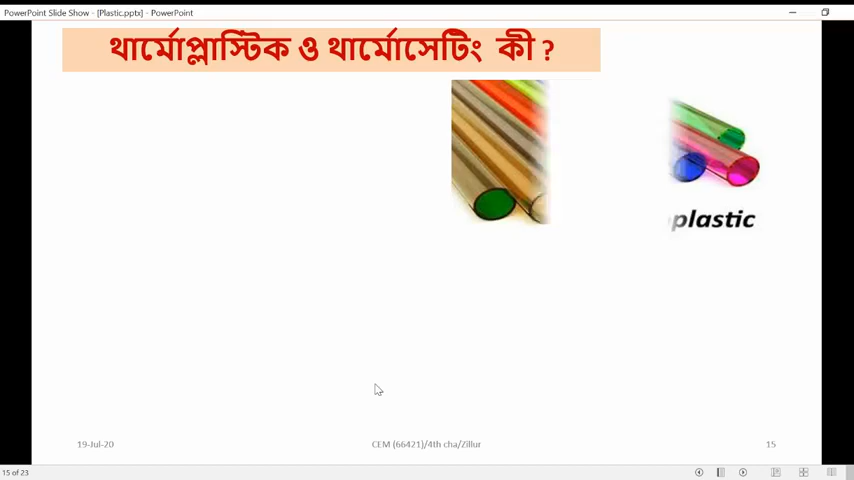 PowerPoint Slide Show - [Plastic.pptx] - PowerPoint
থার্মোপ্লাস্টিক ও থার্মোসেটিং কী ?
plastic
19-Jul-20
CEM (66421)/4th cha/Zillur
15
15 of 23